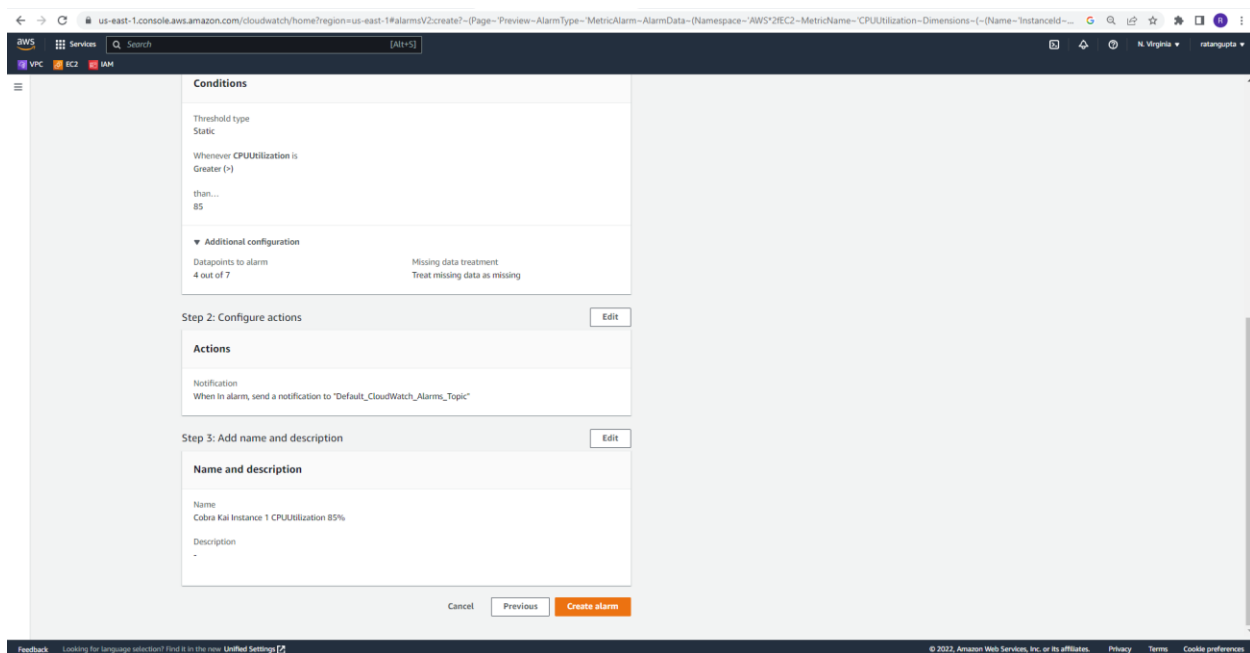 us-east-1.console.aws.amazon.com/cloudwatch/home?region=us-east-1#alarmsV2:create?~(Page~'Preview~AlarmType~'MetricAlarm~AlarmData~(Namespace~'AWS*2fEC2~MetricName~'CPUUtilization~Dimensions~(~(Name~'InstanceId~... G R
aws Services Search [Alt+S] N. Virginia ratangupta
VPC EC2 IAM
Conditions
Threshold type
Static
Whenever CPUUtilization is
Greater (>)
than...
85
Additional configuration
Datapoints to alarm
4 out of 7
Missing data treatment
Treat missing data as missing
Step 2: Configure actions Edit
Actions
Notification
When In alarm, send a notification to "Default_CloudWatch_Alarms_Topic"
Step 3: Add name and description Edit
Name and description
Name
Cobra Kai Instance 1 CPUUtilization 85%
Description
-
Cancel Previous Create alarm
Feedback Looking for language selection? Find it in the new Unified Settings © 2022, Amazon Web Services, Inc. or its affiliates. Privacy Terms Cookie preferences